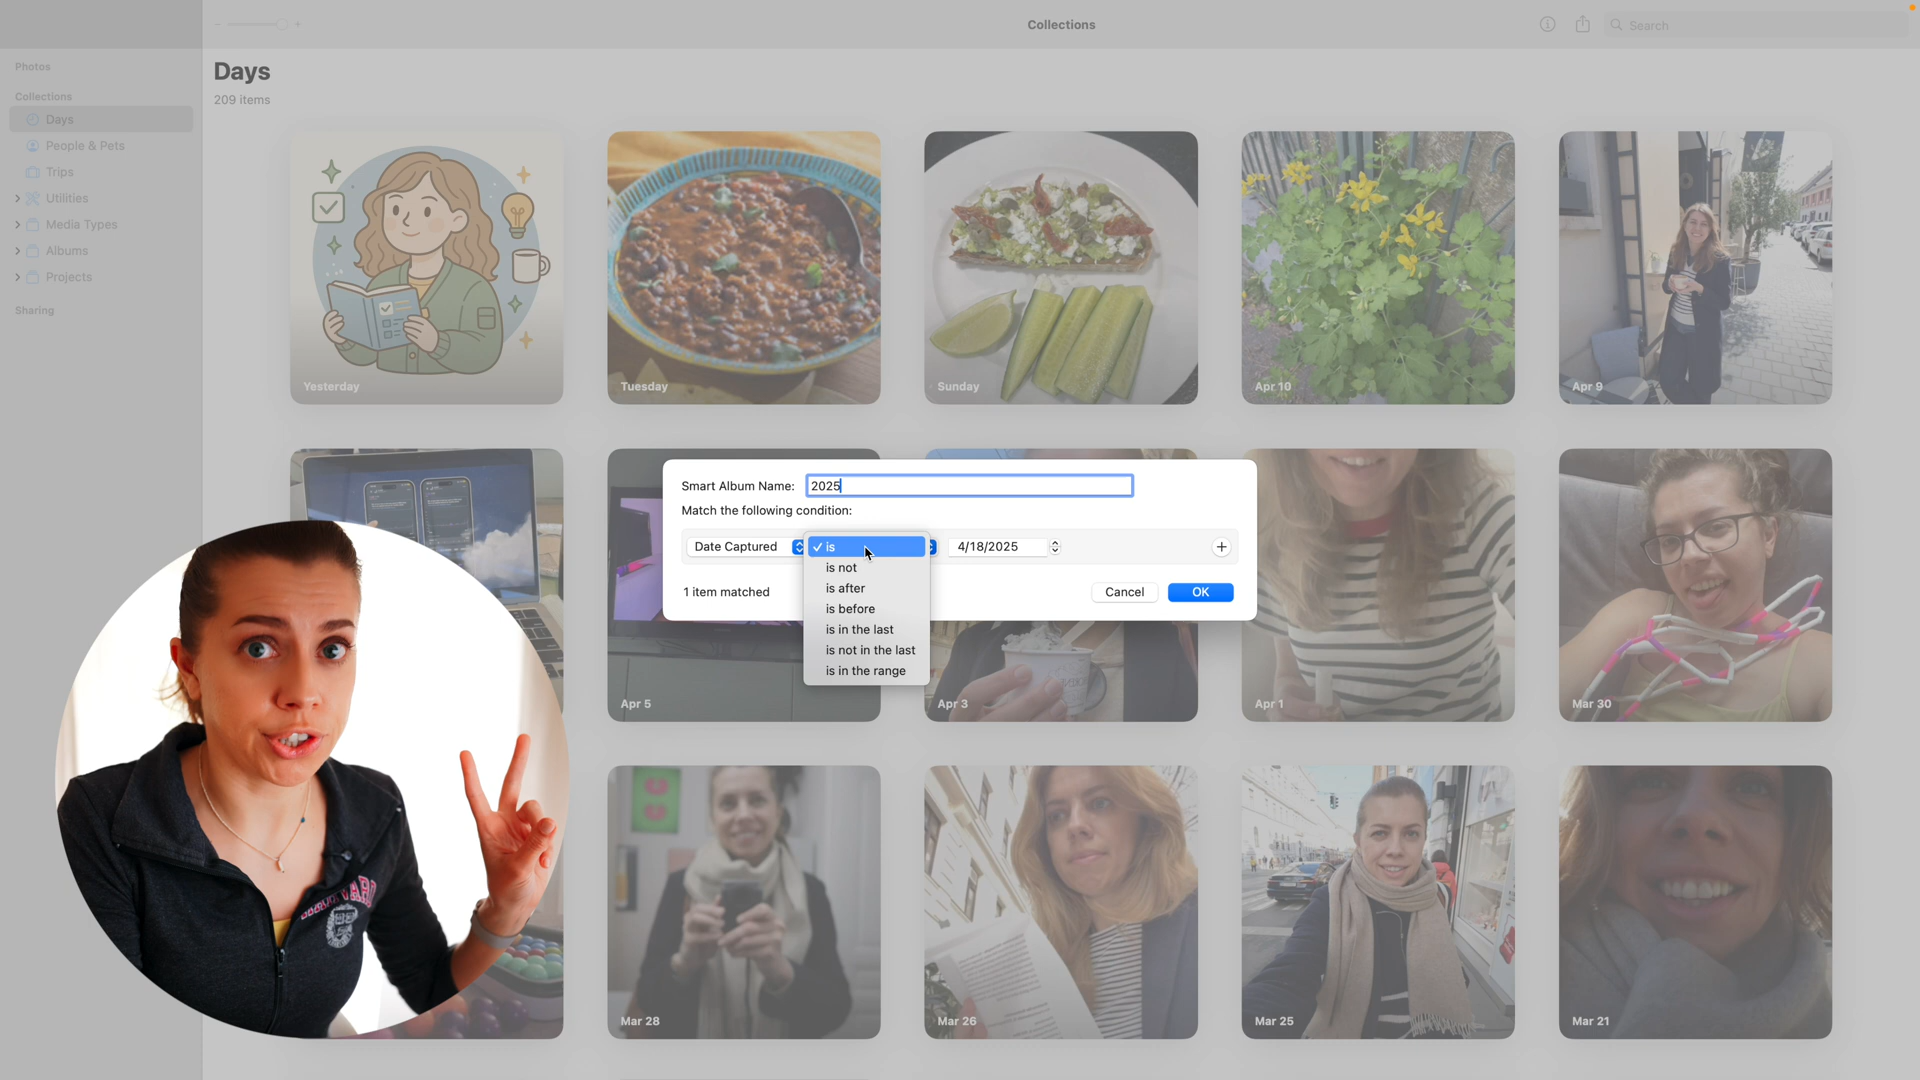 Collections
Search
Photos
Collections
Days
People & Pets
Trips
Utilities
Media Types
Albums
Projects
Sharing
Days
209 items
Yesterday
Tuesday
Sunday
Apr 10
Apr 9
Smart Album Name: 2025
Match the following condition:
Date Captured
✓ is
4/18/2025
is not
is after
is before
is in the last
is not in the last
is in the range
1 item matched
Cancel
OK
Apr 5
Apr 3
Apr 1
Mar 30
Mar 28
Mar 26
Mar 25
Mar 21